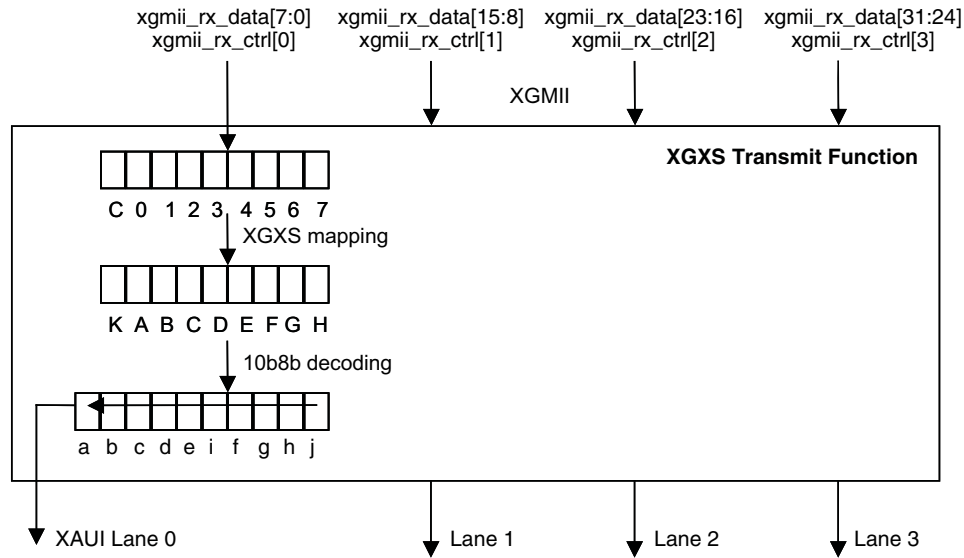 xgmii_rx_data[7:0] xgmii_rx_data[15:8] xgmii_rx_data[23:16] xgmii_rx_data[31:24]
xgmii_rx_ctrl[0] xgmii_rx_ctrl[1] xgmii_rx_ctrl[2] xgmii_rx_ctrl[3]
XGMII
XGXS Transmit Function
C 0 1 2 3 4 5 6 7
XGXS mapping
K A B C D E F G H
10b8b decoding
a b c d e i f g h j
XAUI Lane 0 Lane 1 Lane 2 Lane 3